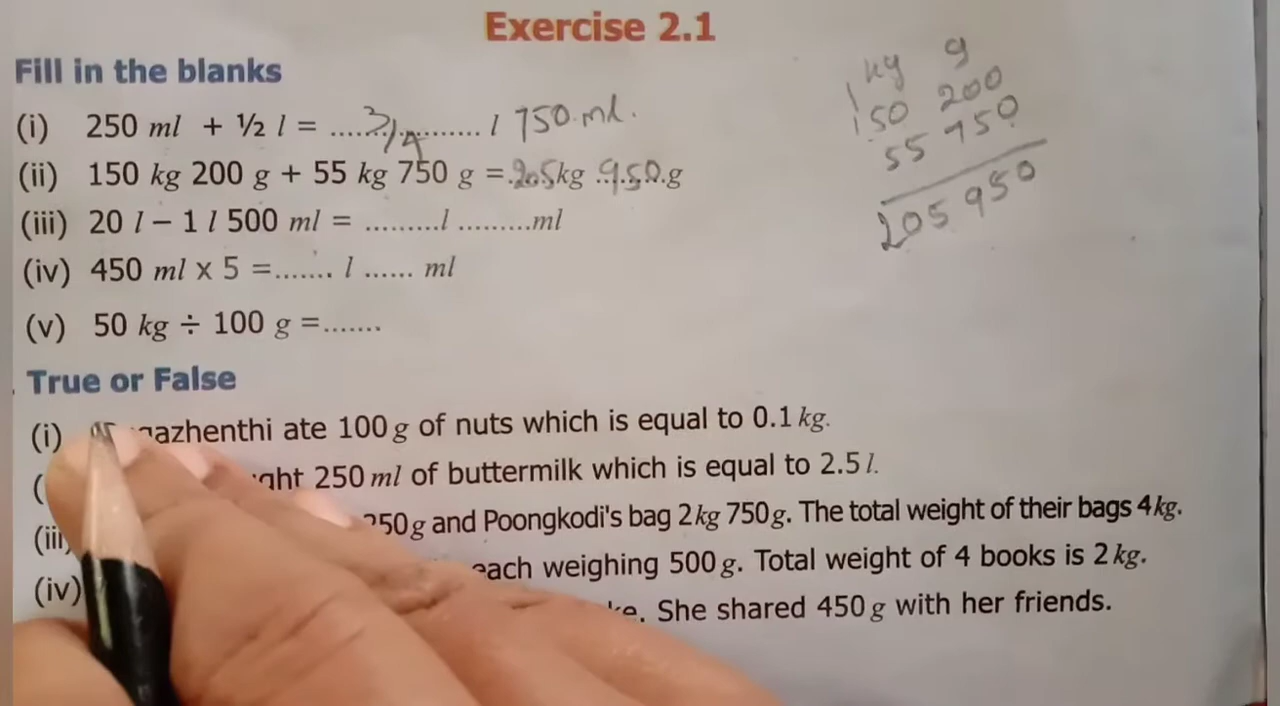 Exercise 2.1
Fill in the blanks
(i) 250 ml + ½ l = ....3/4.......... l 750 ml.
(ii) 150 kg 200 g + 55 kg 750 g = 205 kg 950 g
(iii) 20 l – 1 l 500 ml = .........l .........ml
(iv) 450 ml x 5 =....... l ...... ml
(v) 50 kg ÷ 100 g =.......
kg g
1
150 200
55 750
205 950
True or False
(i) ate 100 g of nuts which is equal to 0.1 kg.
( 250 ml of buttermilk which is equal to 2.5 l.
(iii) and Poongkodi's bag 2 kg 750 g. The total weight of their bags 4 kg.
(iv) each weighing 500 g. Total weight of 4 books is 2 kg.
She shared 450 g with her friends.